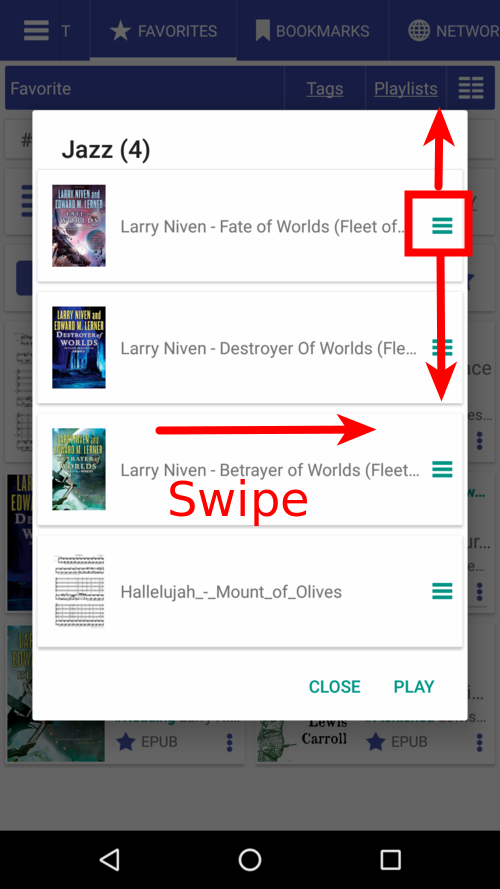 T
FAVORITES
BOOKMARKS
NETWOR
Favorite
Tags
Playlists
#
Jazz (4)
LARRY NIVEN and
EDWARD M. LERNER
FATE of
WORLDS
Larry Niven - Fate of Worlds (Fleet of...
LARRY NIVEN and
EDWARD M. LERNER
DESTROYER of
WORLDS
Larry Niven - Destroyer Of Worlds (Fle...
LARRY NIVEN and
EDWARD M. LERNER
BETRAYER of
WORLDS
Larry Niven - Betrayer of Worlds (Fleet...
Swipe
Hallelujah_-_Mount_of_Olives
CLOSE
PLAY
Lewis
Carroll
EPUB
EPUB